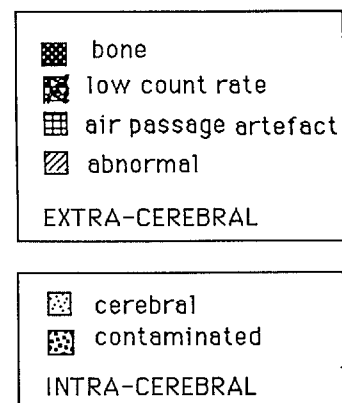 bone
low count rate
air passage artefact
abnormal
EXTRA-CEREBRAL
cerebral
contaminated
INTRA-CEREBRAL